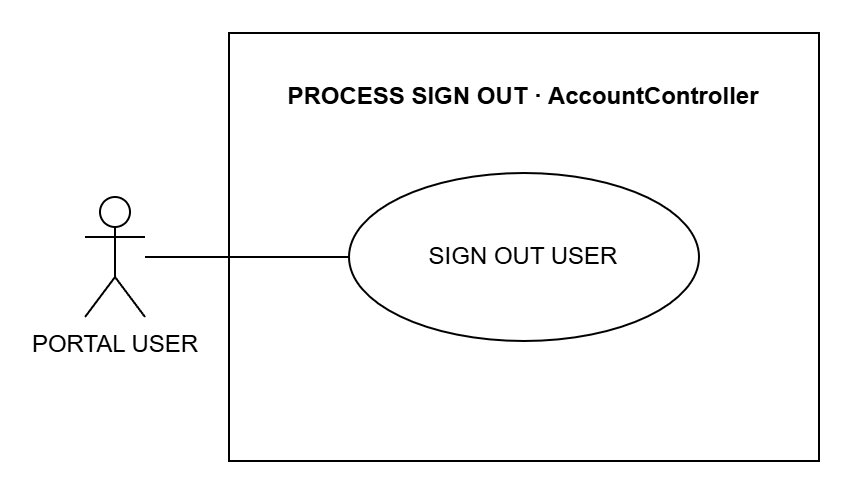 PROCESS SIGN OUT · AccountController
SIGN OUT USER
PORTAL USER